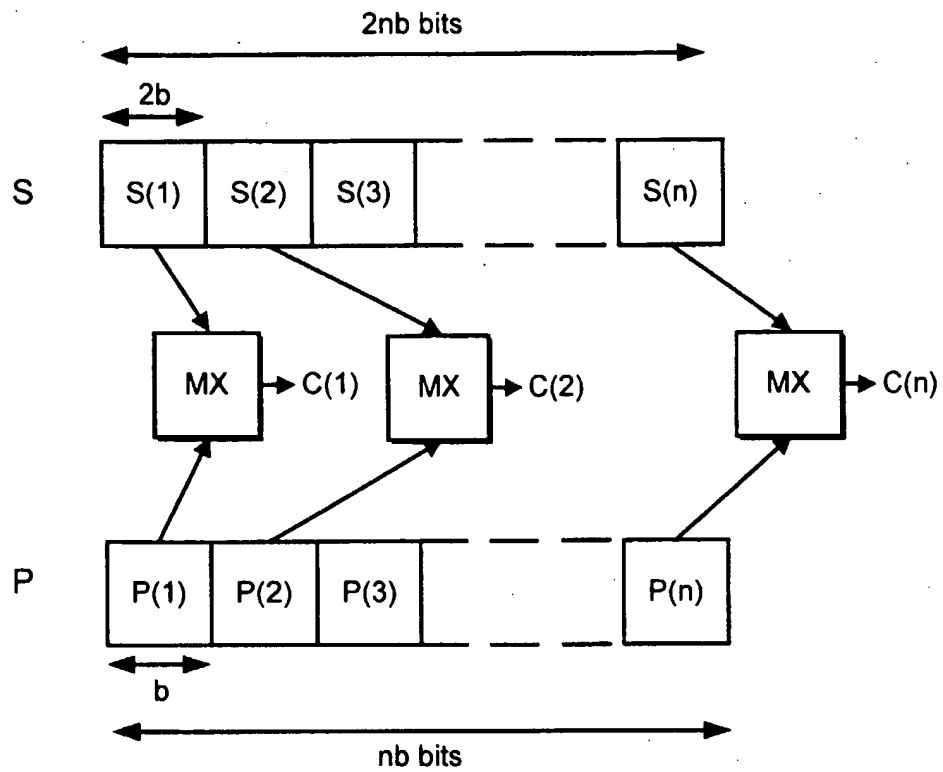 2nb bits
2b
S
S(1) S(2) S(3) S(n)
MX C(1) MX C(2) MX C(n)
P
P(1) P(2) P(3) P(n)
b
nb bits